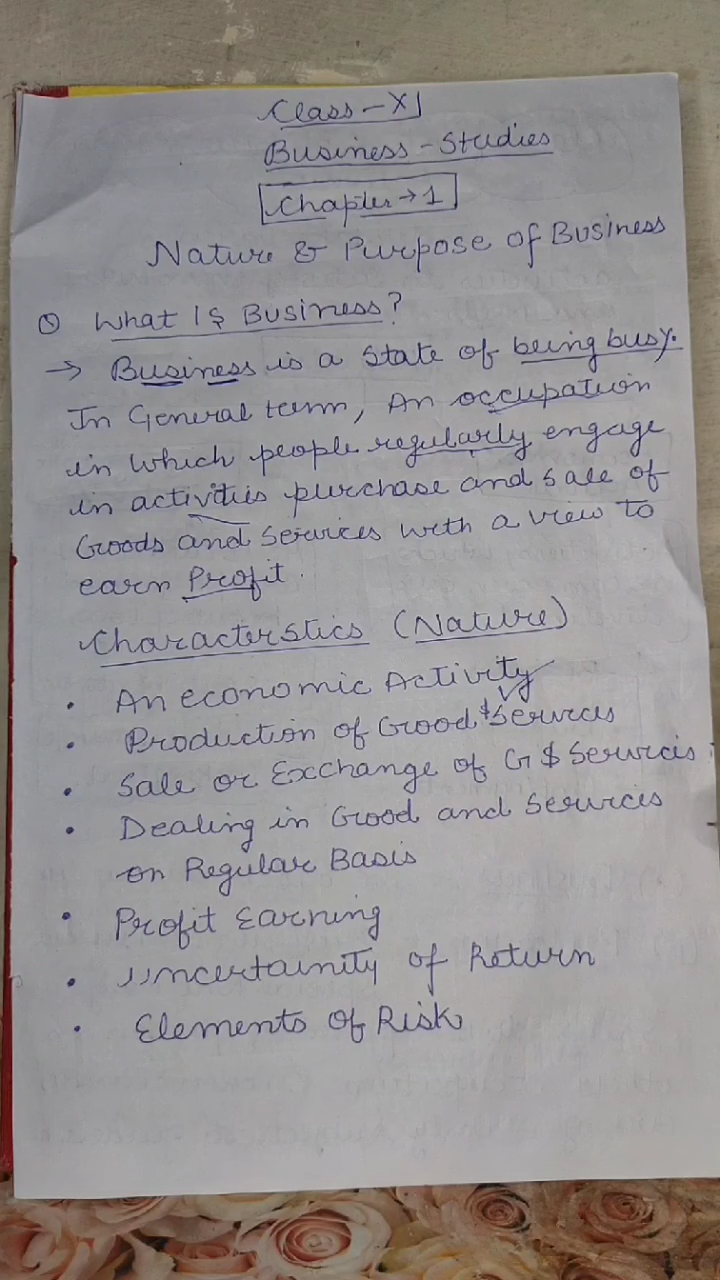 Class - XI
Business - Studies
Chapter → 1
Nature & Purpose of Business
What Is Business?
→ Business is a State of being busy.
In General term, An occupation
in which people regularly engage
in activities purchase and sale of
Goods and Services with a view to
earn Profit.
Characterstics (Nature)
• An economic Activity
• Production of Good & Services
• Sale or Exchange of G $ Services
• Dealing in Good and Services
on Regular Basis
• Profit Earning
• Uncertainity of Return
• Elements of Risk